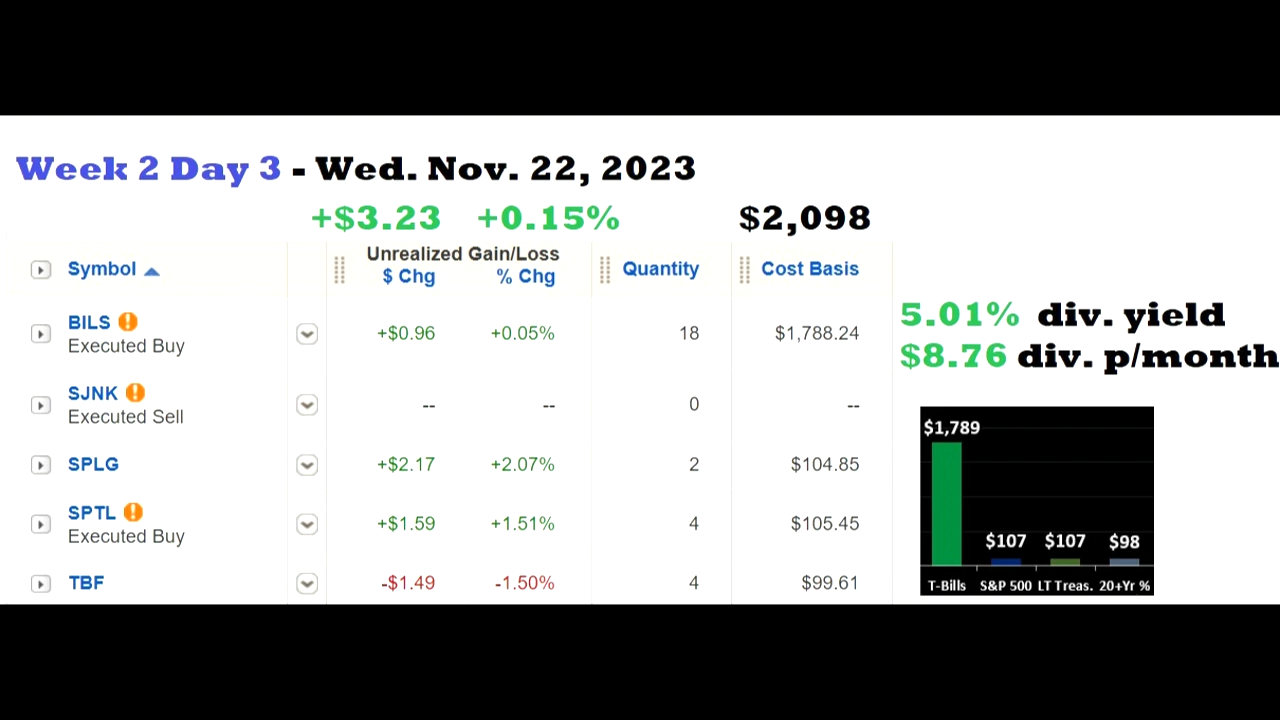 Week 2 Day 3 - Wed. Nov. 22, 2023
+$3.23 +0.15% $2,098
Unrealized Gain/Loss
Symbol $ Chg % Chg Quantity Cost Basis
BILS
Executed Buy
+$0.96 +0.05% 18 $1,788.24
SJNK
Executed Sell
-- -- 0 --
SPLG +$2.17 +2.07% 2 $104.85
SPTL
Executed Buy
+$1.59 +1.51% 4 $105.45
TBF -$1.49 -1.50% 4 $99.61
5.01% div. yield
$8.76 div. p/month
$1,789
$107 $107 $98
T-Bills S&P 500 LT Treas. 20+Yr %